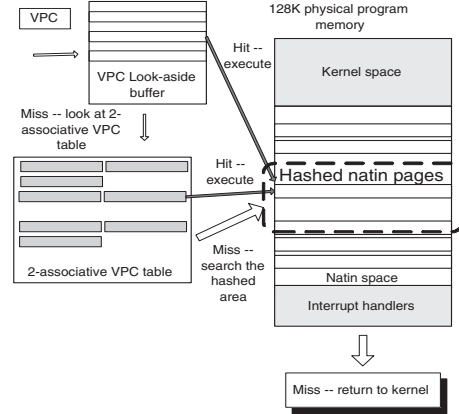 VPC
128K physical program
memory
VPC Look-aside
buffer
Hit --
execute
Kernel space
Miss -- look at 2-
associative VPC
table
Hit --
execute
Hashed natin pages
2-associative VPC table
Miss --
search the
hashed
area
Natin space
Interrupt handlers
Miss -- return to kernel